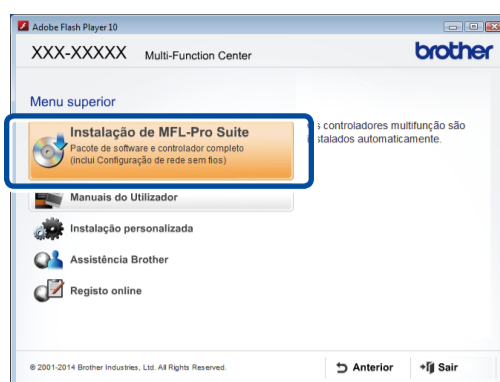 Adobe Flash Player 10
XXX-XXXXX Multi-Function Center
brother
Menu superior
Instalação de MFL-Pro Suite
Pacote de software e controlador completo
(inclui Configuração de rede sem fios)
s controladores multifunção são
stalados automaticamente.
Manuais do Utilizador
Instalação personalizada
Assistência Brother
Registo online
© 2001-2014 Brother Industries, Ltd. All Rights Reserved.
Anterior
Sair